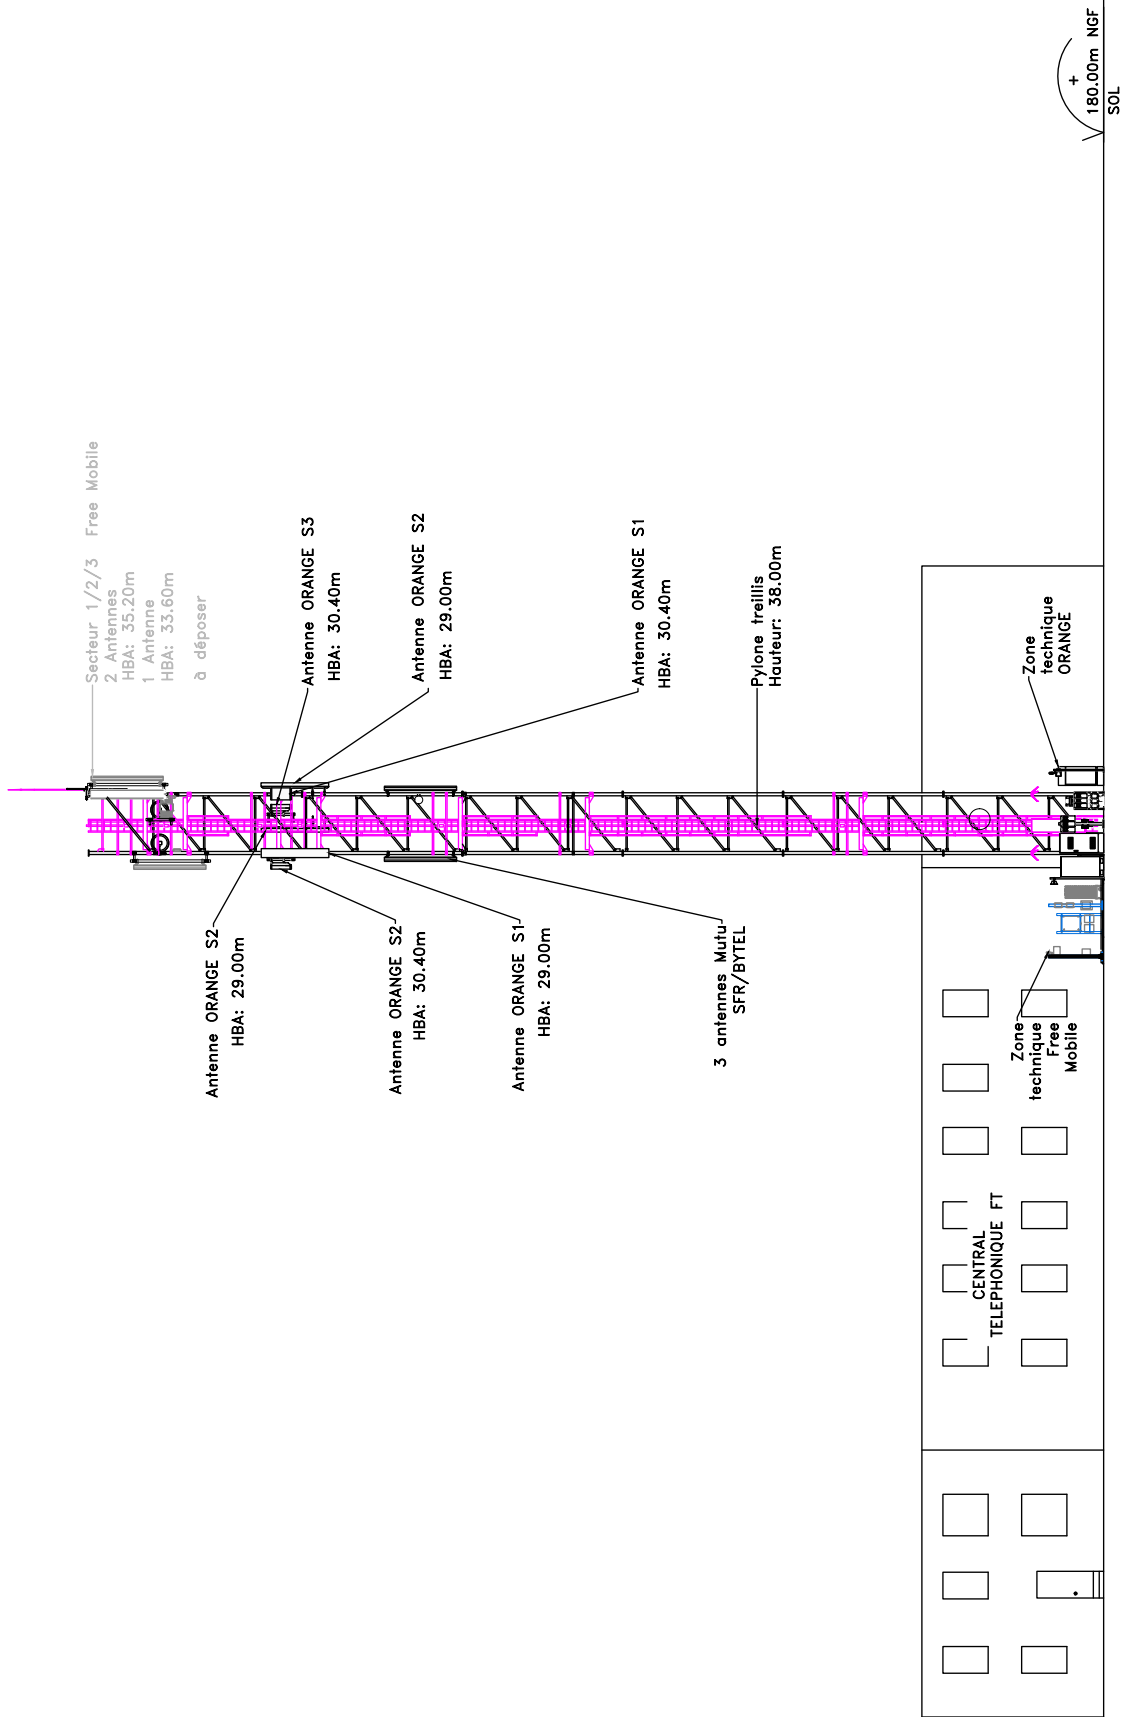 Secteur 1/2/3  Free Mobile
2 Antennes
HBA: 35.20m
1 Antenne
HBA: 33.60m
à déposer
Antenne ORANGE S2
HBA: 29.00m
Antenne ORANGE S3
HBA: 30.40m
Antenne ORANGE S2
HBA: 30.40m
Antenne ORANGE S2
HBA: 29.00m
Antenne ORANGE S1
HBA: 29.00m
Antenne ORANGE S1
HBA: 30.40m
3 antennes Mutu
SFR/BYTEL
Pylone treillis
Hauteur: 38.00m
CENTRAL
TELEPHONIQUE FT
Zone
technique
Free
Mobile
Zone
technique
ORANGE
+
180.00m NGF
SOL